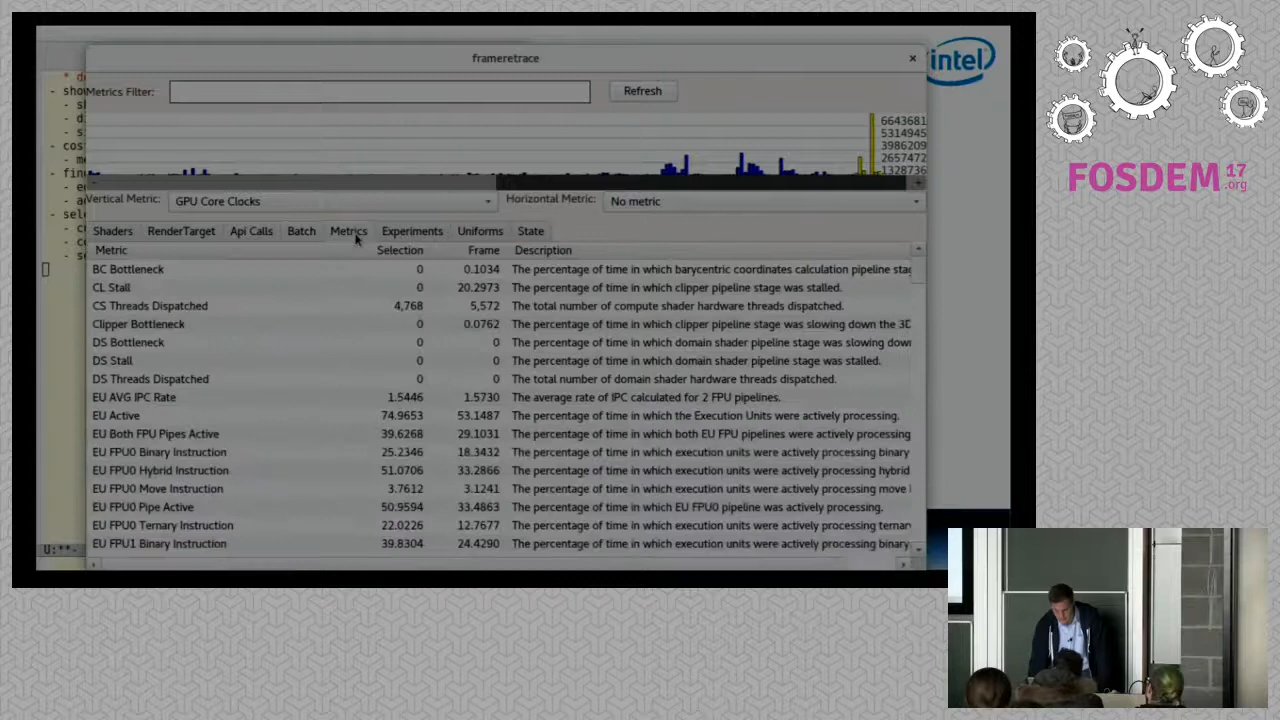 frameretrace
×
intel
* d
- show
- s
- d
- s
- cos
- m
- fin
- e
- a
- sel
- c
- c
- s
Metrics Filter:
Refresh
6643681
5314945
3986209
2657472
1328736
Vertical Metric: GPU Core Clocks
Horizontal Metric: No metric
Shaders RenderTarget Api Calls Batch Metrics Experiments Uniforms State
Metric Selection Frame Description
BC Bottleneck 0 0.1034 The percentage of time in which barycentric coordinates calculation pipeline stag
CL Stall 0 20.2973 The percentage of time in which clipper pipeline stage was stalled.
CS Threads Dispatched 4,768 5,572 The total number of compute shader hardware threads dispatched.
Clipper Bottleneck 0 0.0762 The percentage of time in which clipper pipeline stage was slowing down the 3D
DS Bottleneck 0 0 The percentage of time in which domain shader pipeline stage was slowing down
DS Stall 0 0 The percentage of time in which domain shader pipeline stage was stalled.
DS Threads Dispatched 0 0 The total number of domain shader hardware threads dispatched.
EU AVG IPC Rate 1.5446 1.5730 The average rate of IPC calculated for 2 FPU pipelines.
EU Active 74.9653 53.1487 The percentage of time in which the Execution Units were actively processing.
EU Both FPU Pipes Active 39.6268 29.1031 The percentage of time in which both EU FPU pipelines were actively processing
EU FPU0 Binary Instruction 25.2346 18.3432 The percentage of time in which execution units were actively processing binary
EU FPU0 Hybrid Instruction 51.0706 33.2866 The percentage of time in which execution units were actively processing hybrid
EU FPU0 Move Instruction 3.7612 3.1241 The percentage of time in which execution units were actively processing move
EU FPU0 Pipe Active 50.9594 33.4863 The percentage of time in which EU FPU0 pipeline was actively processing.
EU FPU0 Ternary Instruction 22.0226 12.7677 The percentage of time in which execution units were actively processing ternar
EU FPU1 Binary Instruction 39.8304 24.4290 The percentage of time in which execution units were actively processing binary
U:**-
FOSDEM 17
.org